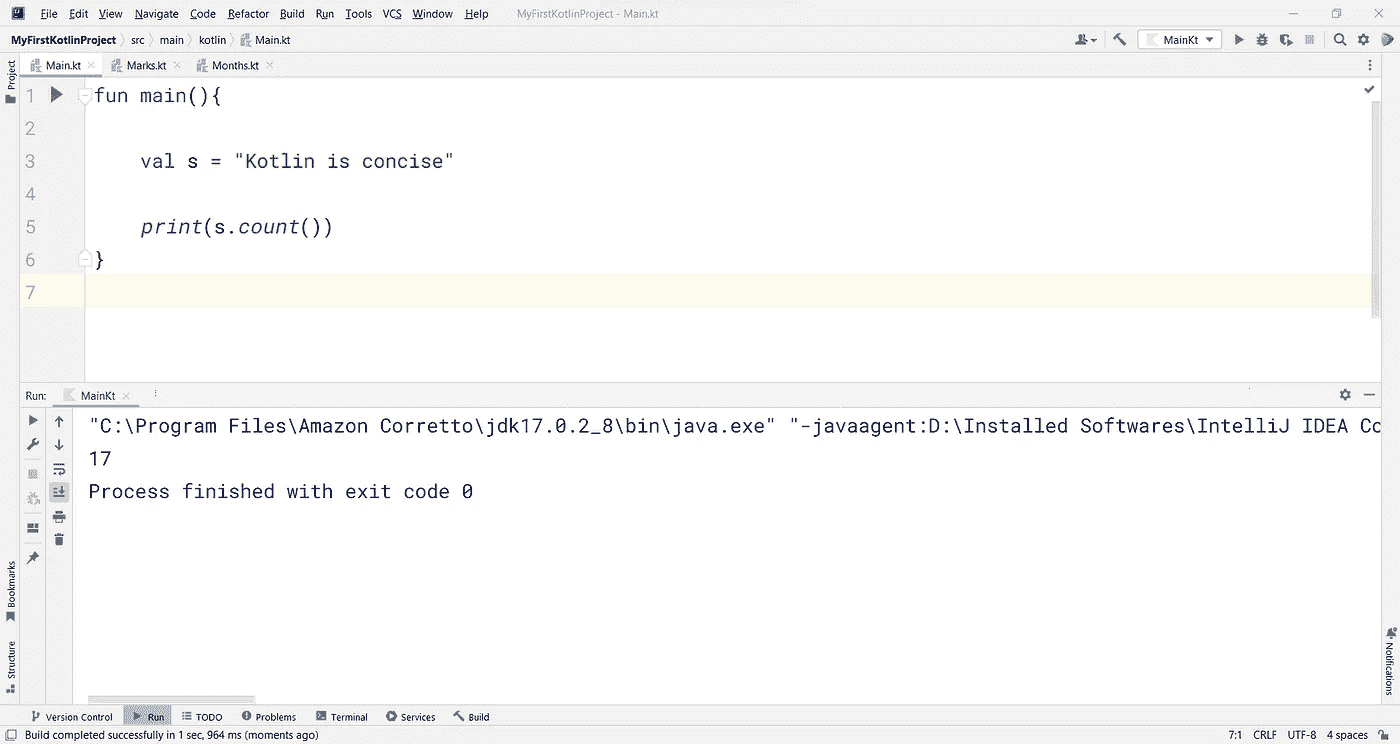 File Edit View Navigate Code Refactor Build Run Tools VCS Window Help MyFirstKotlinProject - Main.kt
MyFirstKotlinProject src main kotlin Main.kt MainKt
Project
Main.kt Marks.kt Months.kt
1 fun main(){
2
3 val s = "Kotlin is concise"
4
5 print(s.count())
6 }
7
Run: MainKt
"C:\Program Files\Amazon Corretto\jdk17.0.2_8\bin\java.exe" "-javaagent:D:\Installed Softwares\IntelliJ IDEA Co
17
Process finished with exit code 0
Bookmarks
Structure
Notifications
Version Control Run TODO Problems Terminal Services Build
Build completed successfully in 1 sec, 964 ms (moments ago) 7:1 CRLF UTF-8 4 spaces